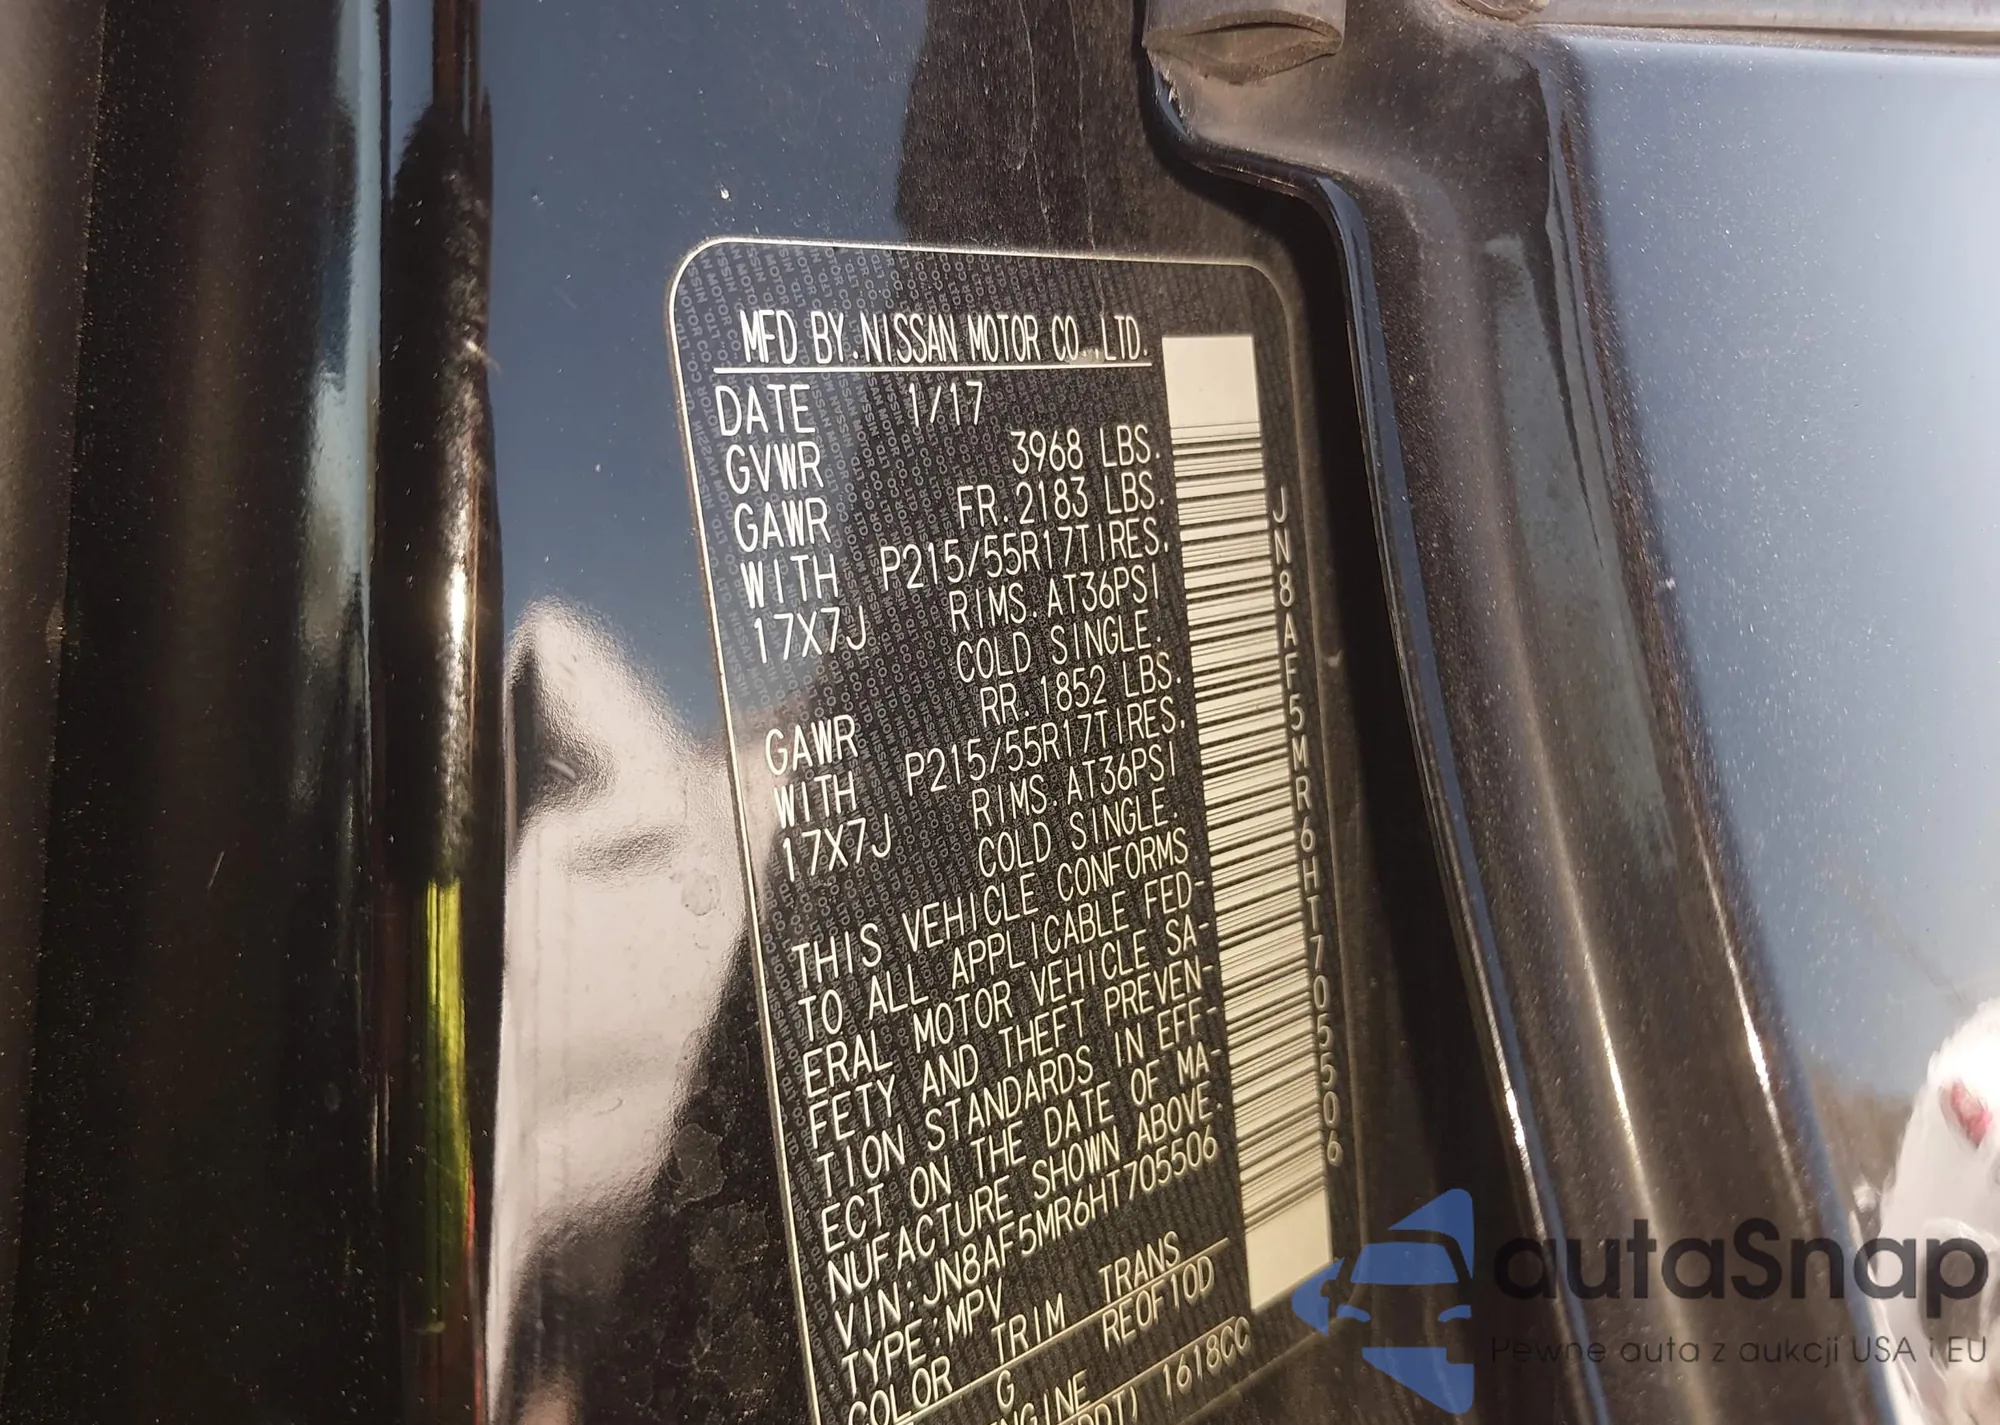 MFD BY.NISSAN MOTOR CO.,LTD.
DATE 1/17
GVWR 3968 LBS.
GAWR FR.2183 LBS.
WITH P215/55R17TIRES.
17X7J RIMS.AT36PSI
COLD SINGLE.
GAWR RR.1852 LBS.
WITH P215/55R17TIRES.
17X7J RIMS.AT36PSI
COLD SINGLE.
THIS VEHICLE CONFORMS
TO ALL APPLICABLE FED-
ERAL MOTOR VEHICLE SA-
FETY AND THEFT PREVEN-
TION STANDARDS IN EFF-
ECT ON THE DATE OF MA-
NUFACTURE SHOWN ABOVE.
VIN:JN8AF5MR6HT705506
TYPE:MPV
COLOR TRIM TRANS
G RE0F10D
1618CC
JN8AF5MR6HT705506
autaSnap
Pewne auta z aukcji USA i EU